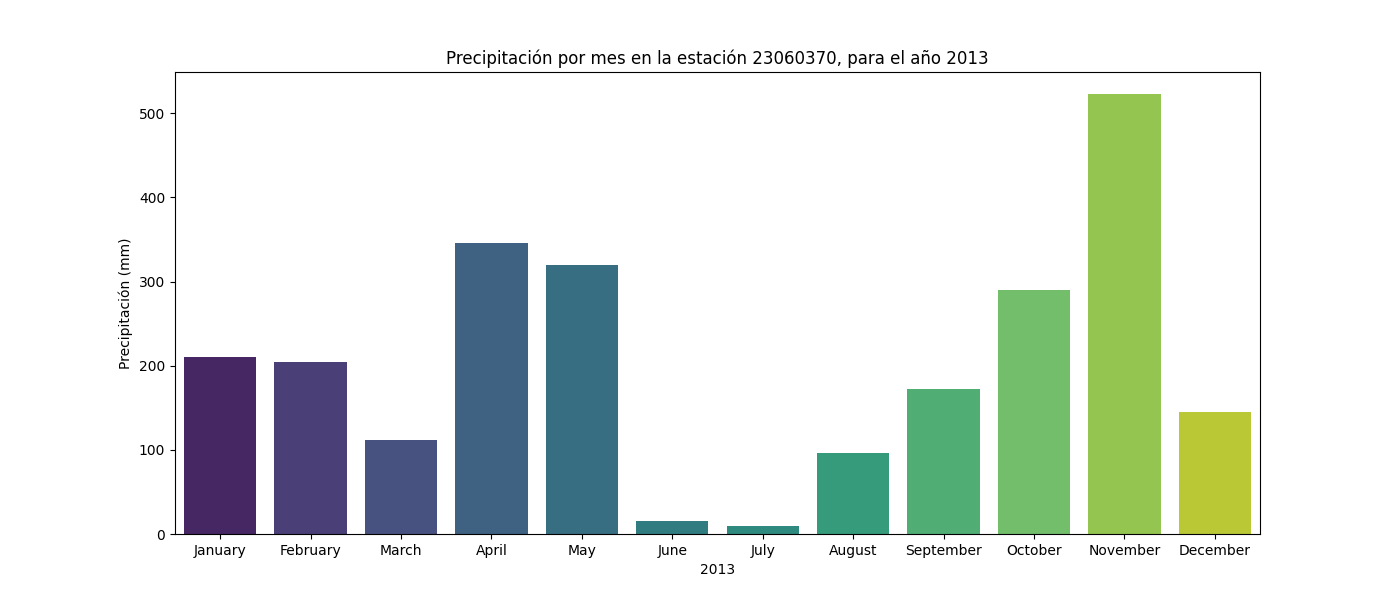 Precipitación por mes en la estación 23060370, para el año 2013
Precipitación (mm)
500
400
300
200
100
0
January February March April May June July August September October November December
2013